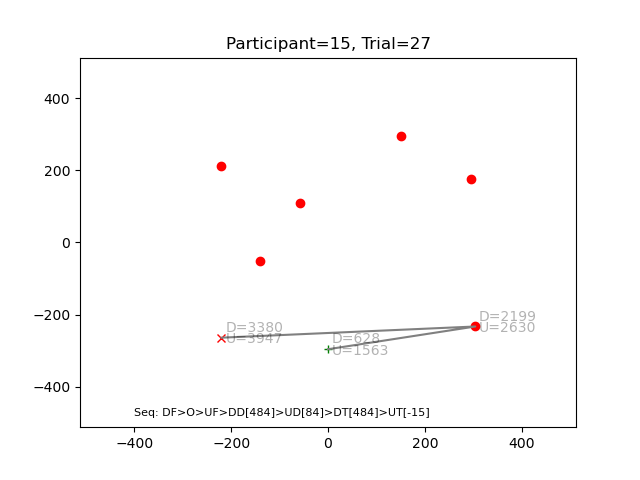 Participant=15, Trial=27
400
200
0
−200
−400
D=2199
U=2630
D=3380
U=3947
D=628
U=1563
Seq: DF>O>UF>DD[484]>UD[84]>DT[484]>UT[-15]
−400
−200
0
200
400